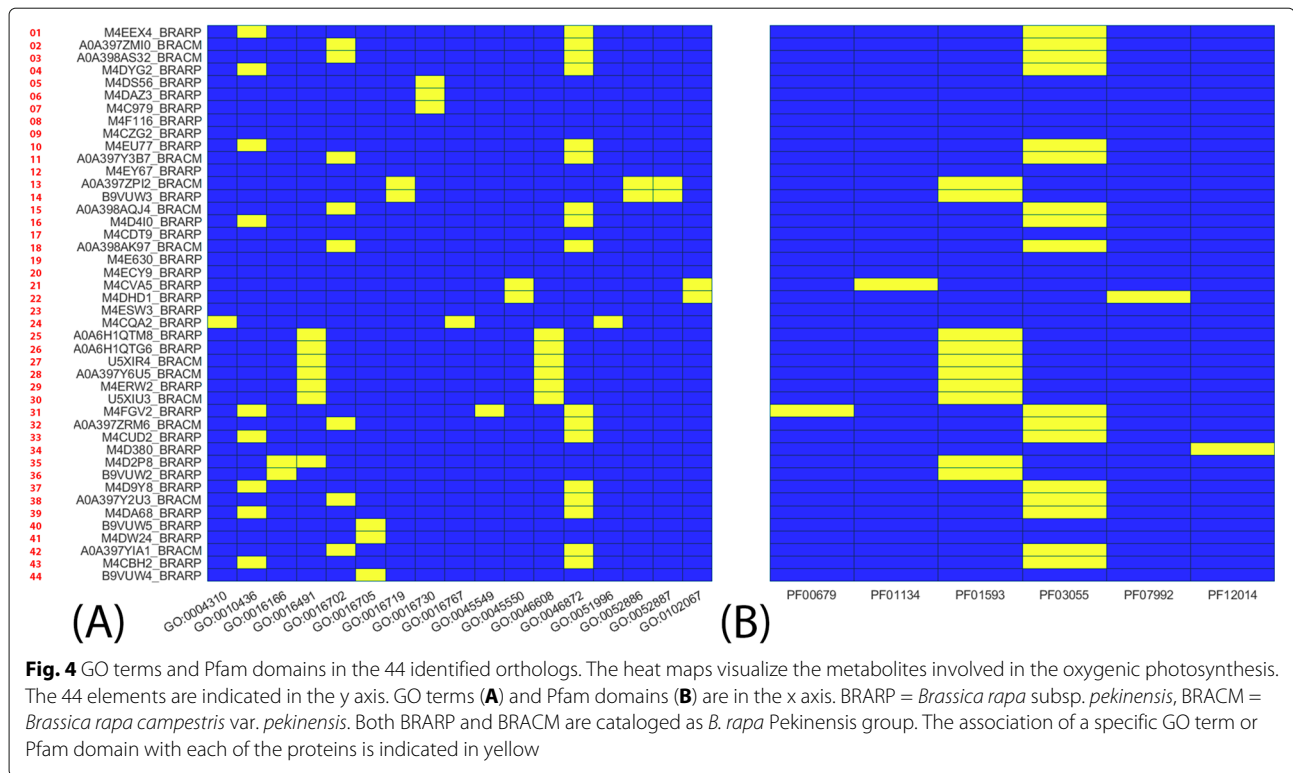 01 M4EEX4_BRARP
02 A0A397ZMI0_BRACM
03 A0A398AS32_BRACM
04 M4DYG2_BRARP
05 M4DS56_BRARP
06 M4DAZ3_BRARP
07 M4C979_BRARP
08 M4F116_BRARP
09 M4CZG2_BRARP
10 M4EU77_BRARP
11 A0A397Y3B7_BRACM
12 M4EY67_BRARP
13 A0A397ZPI2_BRACM
14 B9VUW3_BRARP
15 A0A398AQJ4_BRACM
16 M4D4I0_BRARP
17 M4CDT9_BRARP
18 A0A398AK97_BRACM
19 M4E630_BRARP
20 M4ECY9_BRARP
21 M4CVA5_BRARP
22 M4DHD1_BRARP
23 M4ESW3_BRARP
24 M4CQA2_BRARP
25 A0A6H1QTM8_BRARP
26 A0A6H1QTG6_BRARP
27 U5XIR4_BRACM
28 A0A397Y6U5_BRACM
29 M4ERW2_BRARP
30 U5XIU3_BRACM
31 M4FGV2_BRARP
32 A0A397ZRM6_BRACM
33 M4CUD2_BRARP
34 M4D380_BRARP
35 M4D2P8_BRARP
36 B9VUW2_BRARP
37 M4D9Y8_BRARP
38 A0A397Y2U3_BRACM
39 M4DA68_BRARP
40 B9VUW5_BRARP
41 M4DW24_BRARP
42 A0A397YIA1_BRACM
43 M4CBH2_BRARP
44 B9VUW4_BRARP
GO:0004310 GO:0010436 GO:0016166 GO:0016491 GO:0016702 GO:0016705 GO:0016719 GO:0016730 GO:0016767 GO:0045549 GO:0045550 GO:0046608 GO:0046872 GO:0051996 GO:0052886 GO:0052887 GO:0102067
PF00679 PF01134 PF01593 PF03055 PF07992 PF12014
(A) (B)
Fig. 4 GO terms and Pfam domains in the 44 identified orthologs. The heat maps visualize the metabolites involved in the oxygenic photosynthesis.
The 44 elements are indicated in the y axis. GO terms (A) and Pfam domains (B) are in the x axis. BRARP = Brassica rapa subsp. pekinensis, BRACM =
Brassica rapa campestris var. pekinensis. Both BRARP and BRACM are cataloged as B. rapa Pekinensis group. The association of a specific GO term or
Pfam domain with each of the proteins is indicated in yellow